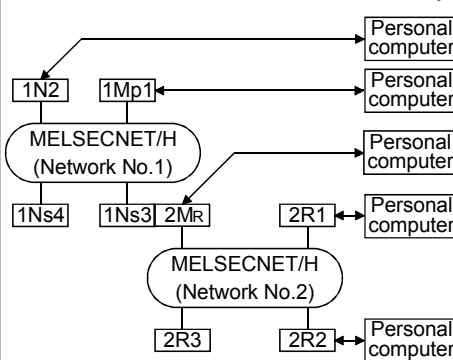 Personal
computer
Personal
computer
1N2 1Mp1
MELSECNET/H
(Network No.1)
Personal
computer
1Ns4 1Ns3 2MR 2R1
Personal
computer
MELSECNET/H
(Network No.2)
2R3 2R2
Personal
computer